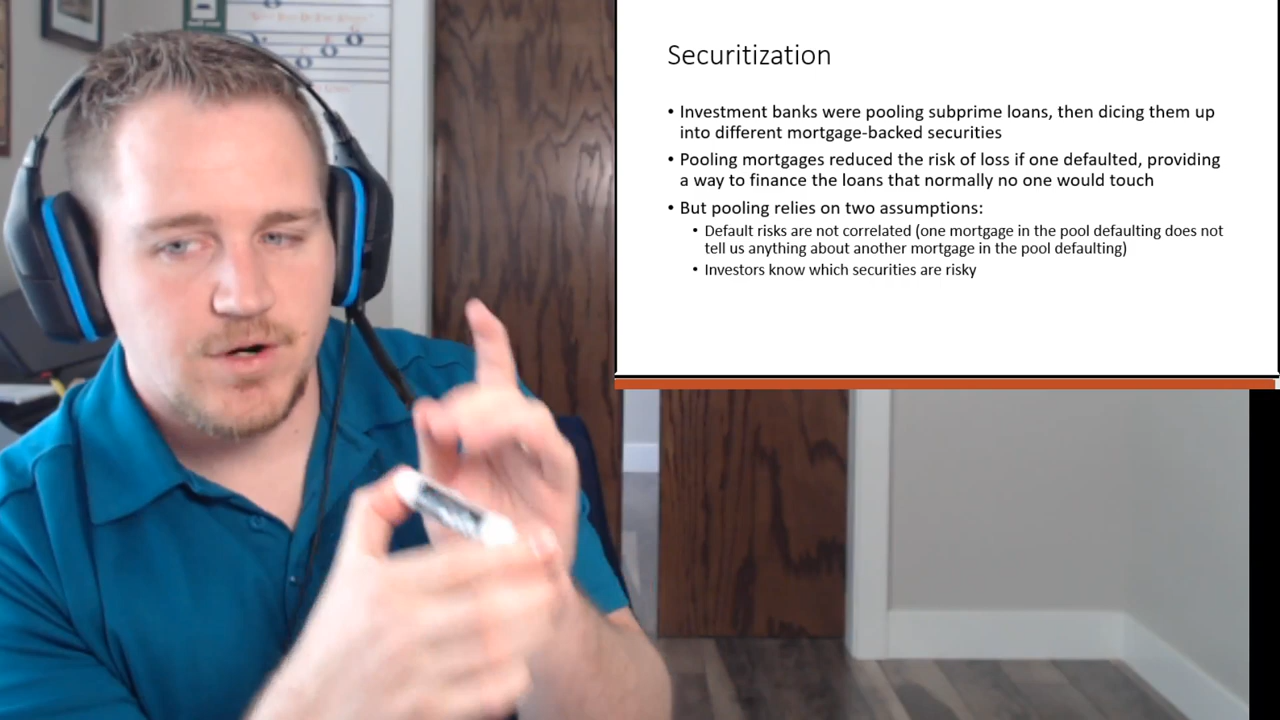 Securitization
• Investment banks were pooling subprime loans, then dicing them up
into different mortgage-backed securities
• Pooling mortgages reduced the risk of loss if one defaulted, providing
a way to finance the loans that normally no one would touch
• But pooling relies on two assumptions:
• Default risks are not correlated (one mortgage in the pool defaulting does not
tell us anything about another mortgage in the pool defaulting)
• Investors know which securities are risky